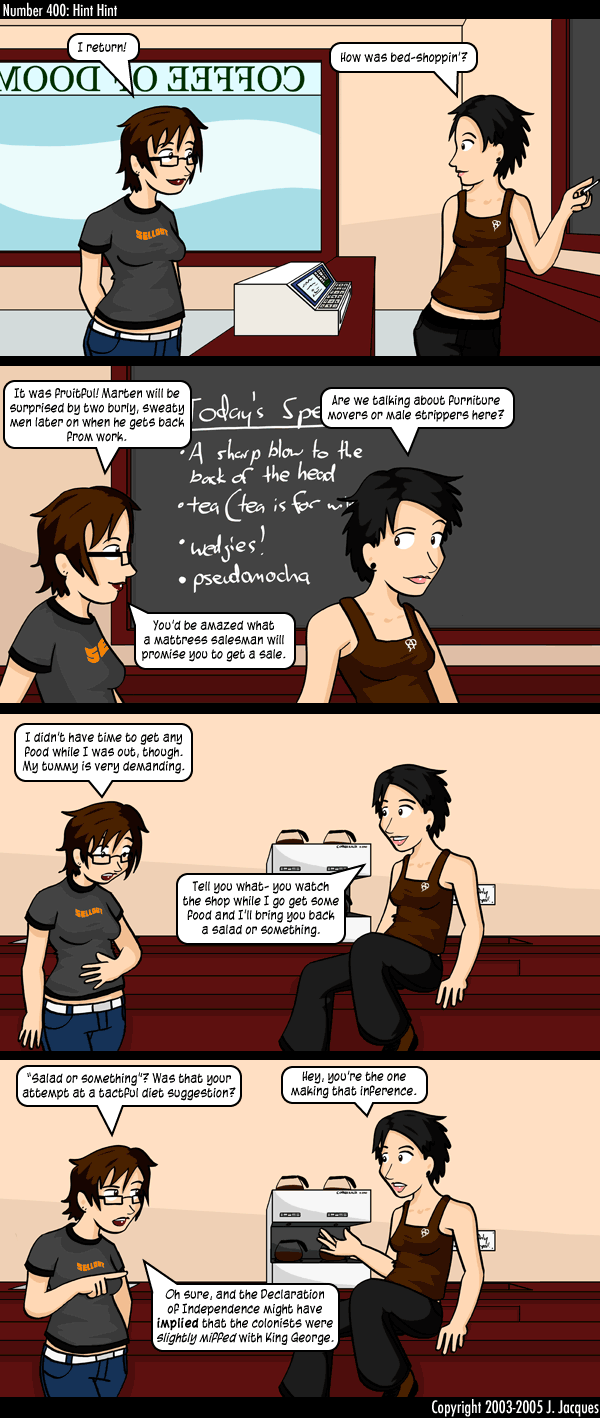 Number 400: Hint Hint
I return!
How was bed-shoppin'?
COFFEE OF DOOM
SELLOUT
It was fruitful! Marten will be
surprised by two burly, sweaty
men later on when he gets back
from work.
Are we talking about furniture
movers or male strippers here?
Today's Spe
• A sharp blow to the
back of the head
• tea (tea is for
• wedgies!
• pseudomocha
SE
You'd be amazed what
a mattress salesman will
promise you to get a sale.
I didn't have time to get any
food while I was out, though.
My tummy is very demanding.
SELLOUT
Tell you what- you watch
the shop while I go get some
food and I'll bring you back
a salad or something.
"Salad or something"? Was that your
attempt at a tactful diet suggestion?
Hey, you're the one
making that inference.
SELLOUT
Oh sure, and the Declaration
of Independence might have
implied that the colonists were
slightly miffed with King George.
Copyright 2003-2005 J. Jacques